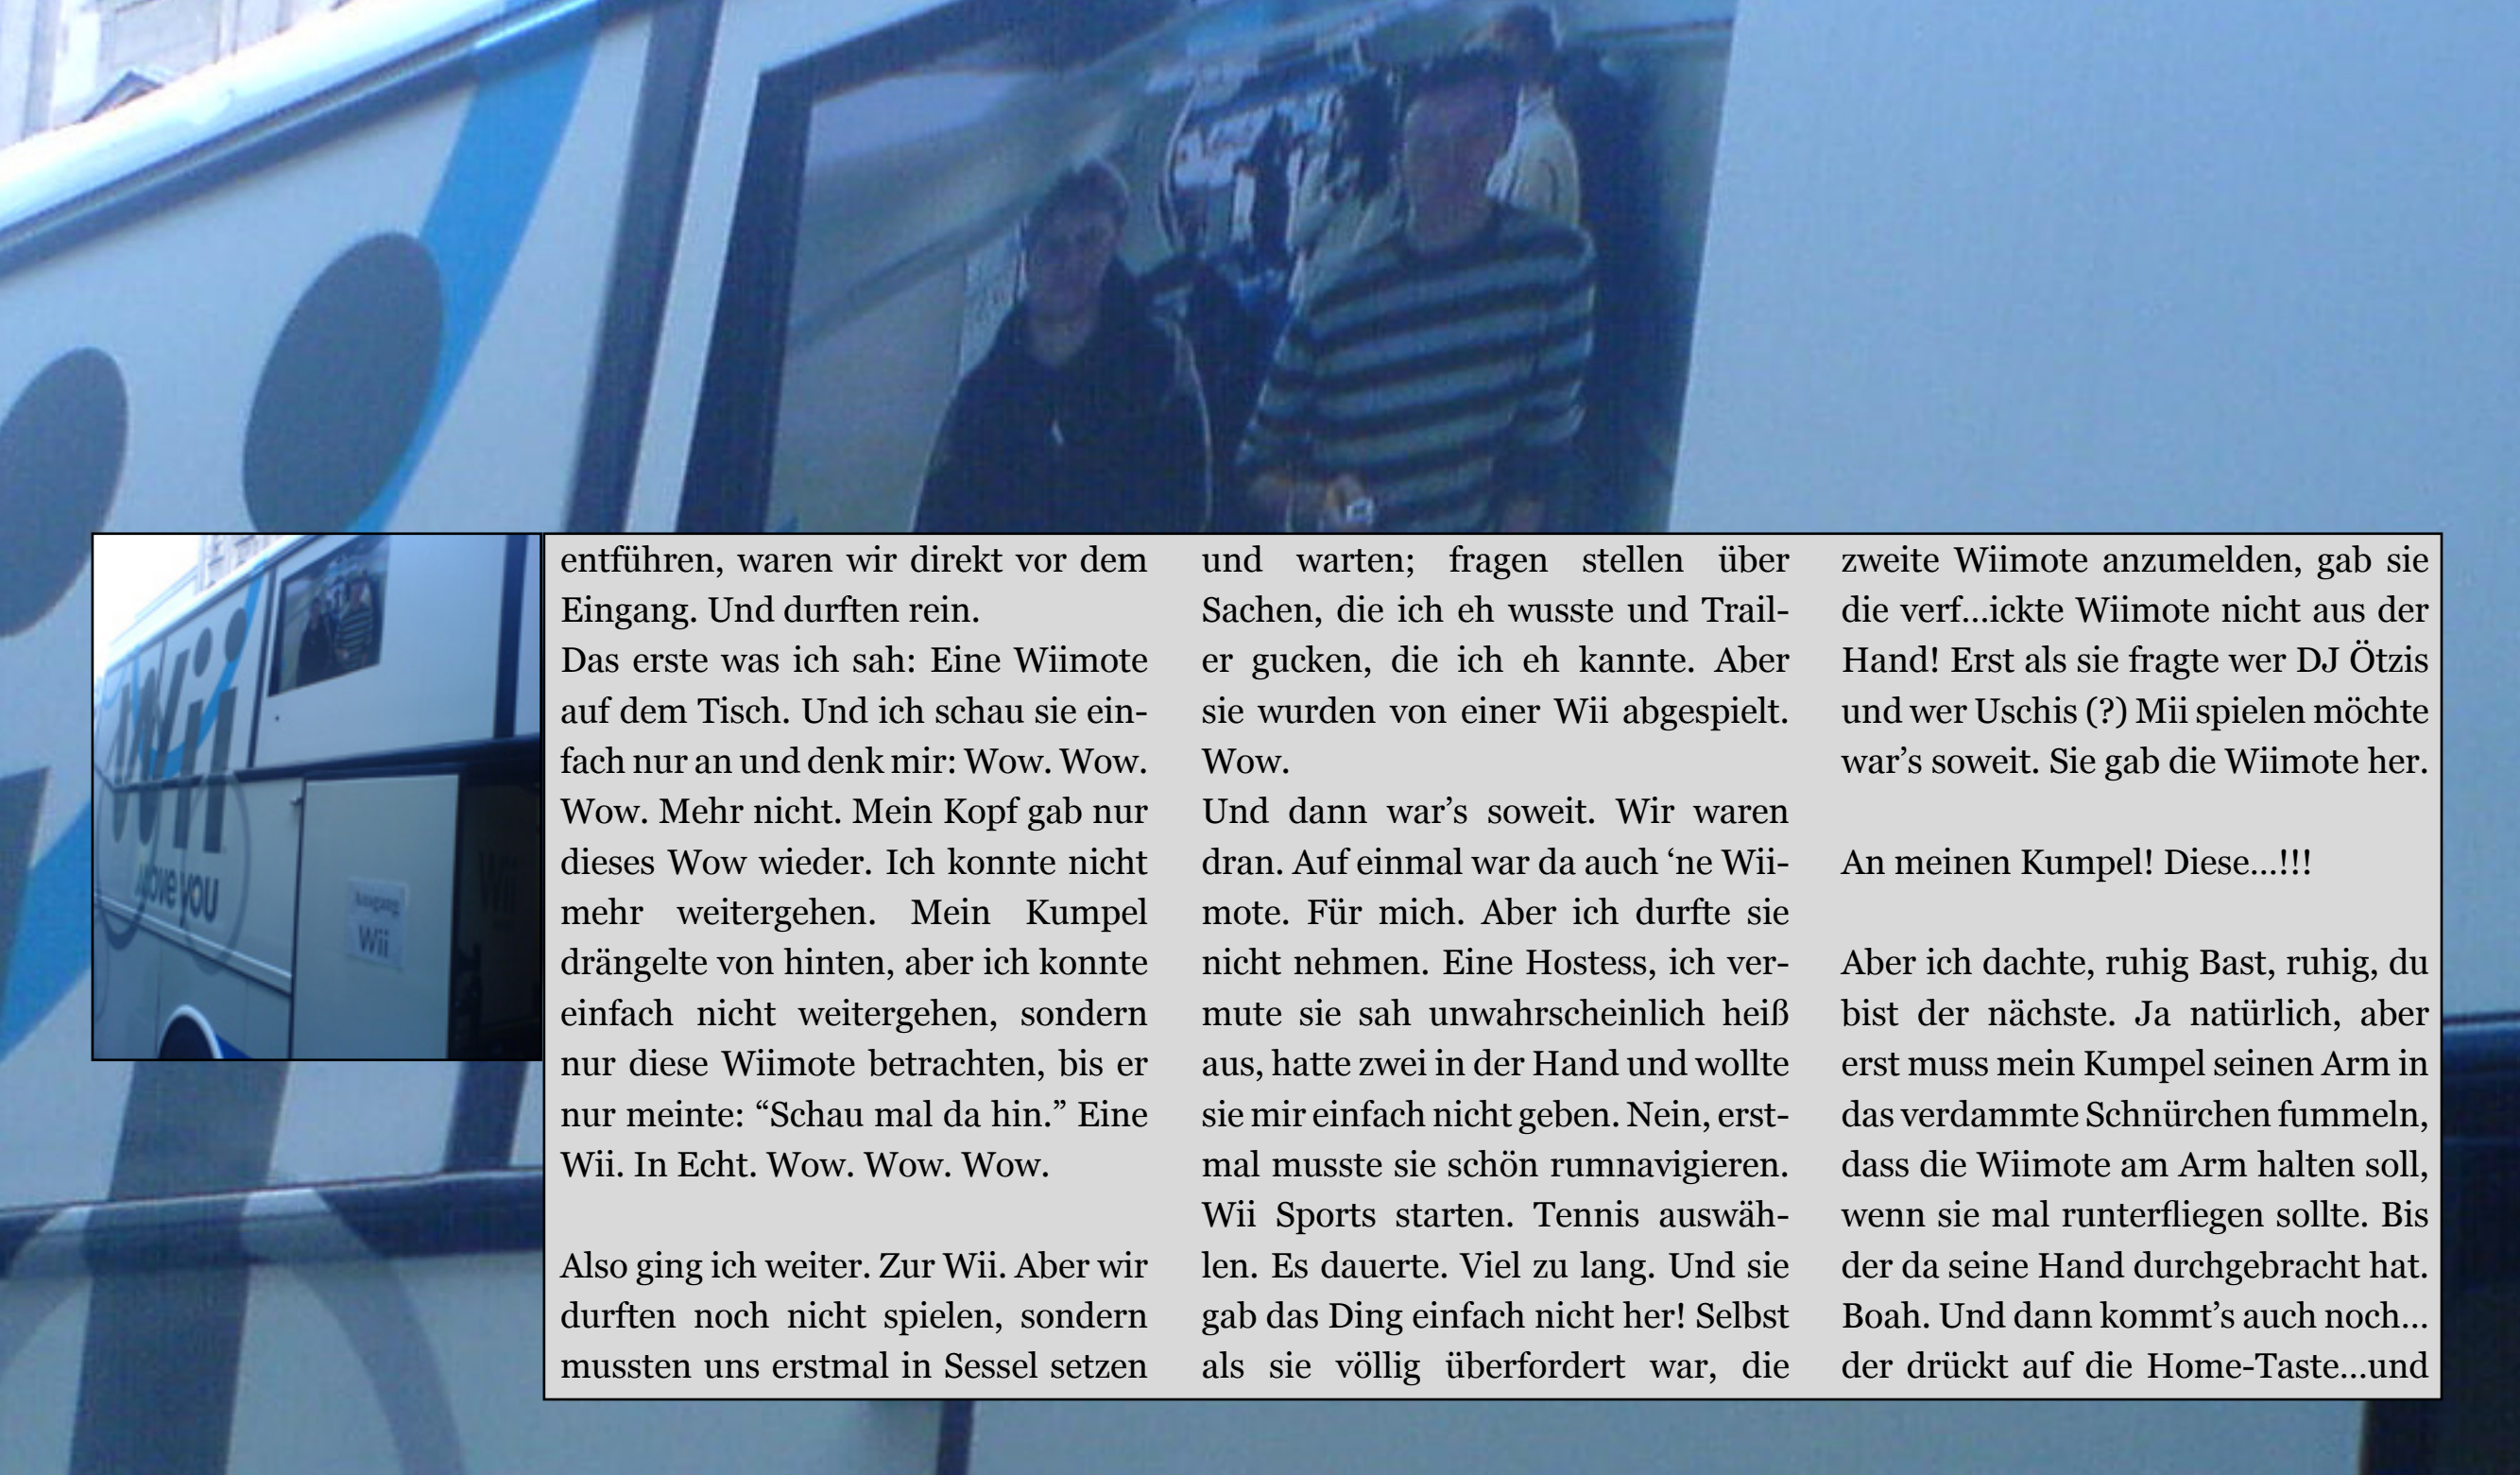 Wii
Move you
Ausgang
Wii
entführen, waren wir direkt vor dem
Eingang. Und durften rein.
Das erste was ich sah: Eine Wiimote
auf dem Tisch. Und ich schau sie ein-
fach nur an und denk mir: Wow. Wow.
Wow. Mehr nicht. Mein Kopf gab nur
dieses Wow wieder. Ich konnte nicht
mehr weitergehen. Mein Kumpel
drängelte von hinten, aber ich konnte
einfach nicht weitergehen, sondern
nur diese Wiimote betrachten, bis er
nur meinte: “Schau mal da hin.” Eine
Wii. In Echt. Wow. Wow. Wow.
Also ging ich weiter. Zur Wii. Aber wir
durften noch nicht spielen, sondern
mussten uns erstmal in Sessel setzen
und warten; fragen stellen über
Sachen, die ich eh wusste und Trail-
er gucken, die ich eh kannte. Aber
sie wurden von einer Wii abgespielt.
Wow.
Und dann war’s soweit. Wir waren
dran. Auf einmal war da auch ‘ne Wii-
mote. Für mich. Aber ich durfte sie
nicht nehmen. Eine Hostess, ich ver-
mute sie sah unwahrscheinlich heiß
aus, hatte zwei in der Hand und wollte
sie mir einfach nicht geben. Nein, erst-
mal musste sie schön rumnavigieren.
Wii Sports starten. Tennis auswäh-
len. Es dauerte. Viel zu lang. Und sie
gab das Ding einfach nicht her! Selbst
als sie völlig überfordert war, die
zweite Wiimote anzumelden, gab sie
die verf...ickte Wiimote nicht aus der
Hand! Erst als sie fragte wer DJ Ötzis
und wer Uschis (?) Mii spielen möchte
war’s soweit. Sie gab die Wiimote her.
An meinen Kumpel! Diese...!!!
Aber ich dachte, ruhig Bast, ruhig, du
bist der nächste. Ja natürlich, aber
erst muss mein Kumpel seinen Arm in
das verdammte Schnürchen fummeln,
dass die Wiimote am Arm halten soll,
wenn sie mal runterfliegen sollte. Bis
der da seine Hand durchgebracht hat.
Boah. Und dann kommt’s auch noch...
der drückt auf die Home-Taste...und